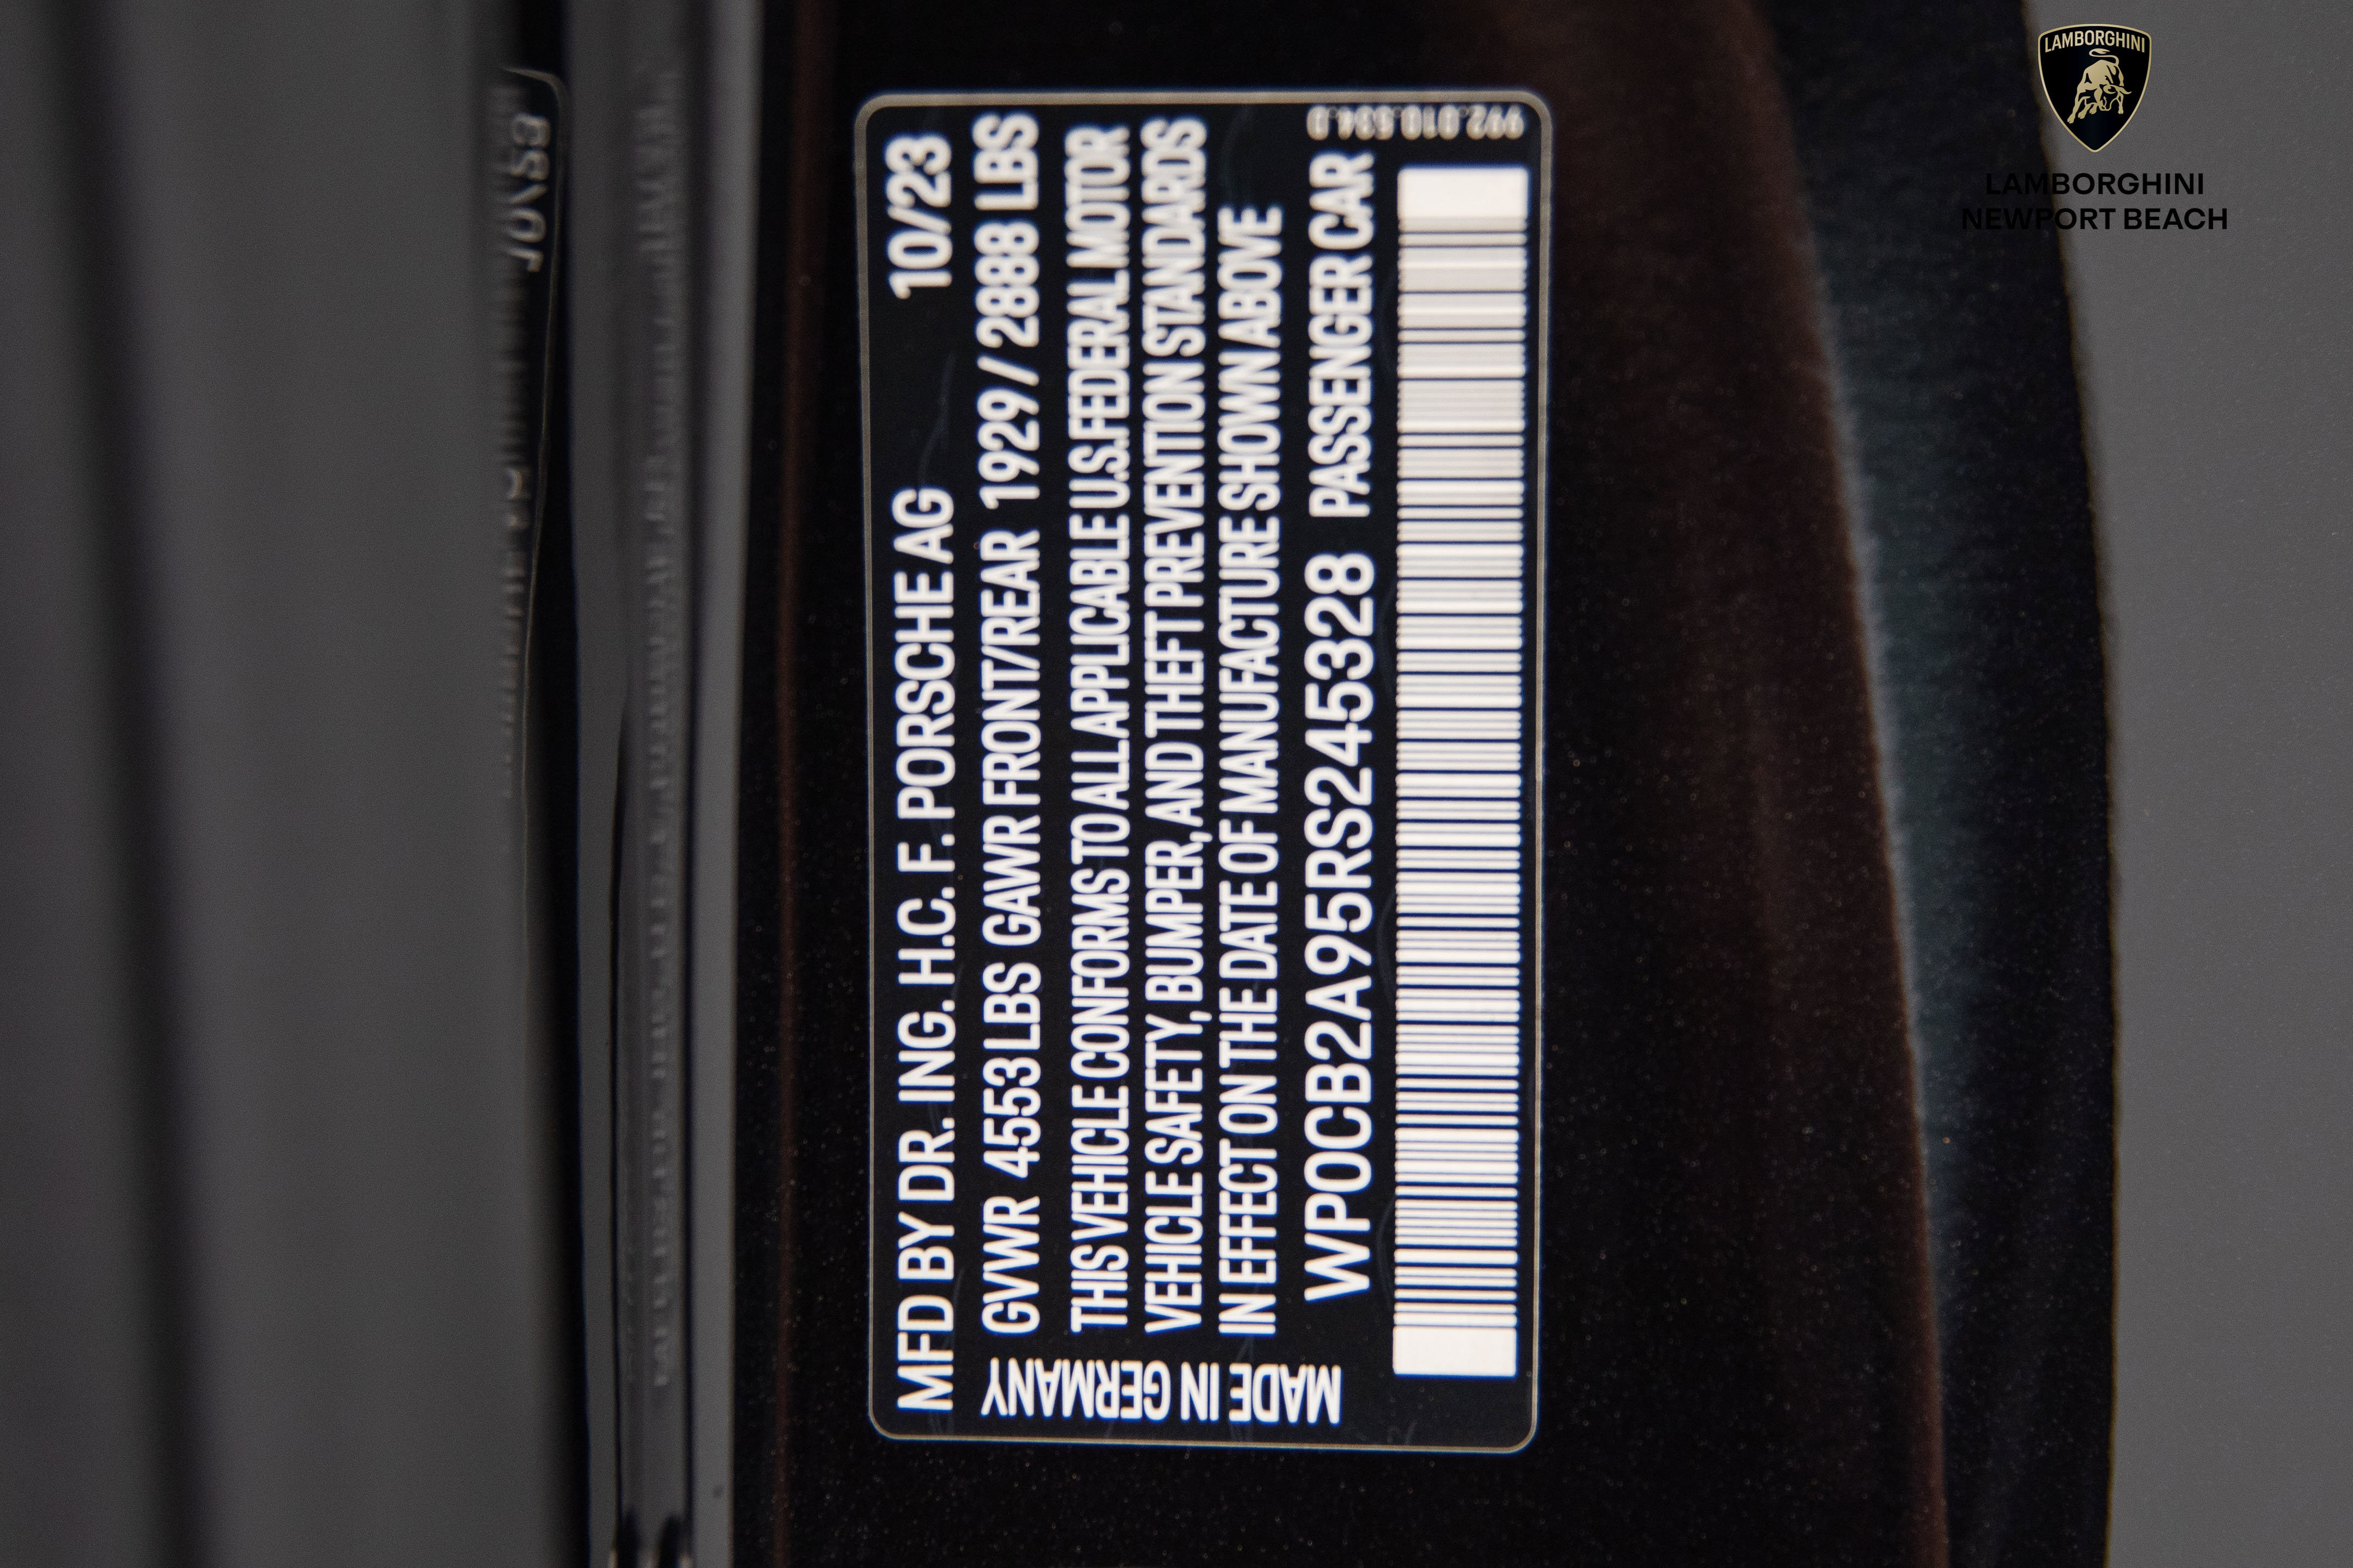 MFD BY DR. ING. H.C. F. PORSCHE AG 10/23
GVWR 4553 LBS GAWR FRONT/REAR 1929 / 2888 LBS
THIS VEHICLE CONFORMS TO ALL APPLICABLE U.S. FEDERAL MOTOR
VEHICLE SAFETY, BUMPER, AND THEFT PREVENTION STANDARDS
IN EFFECT ON THE DATE OF MANUFACTURE SHOWN ABOVE
WP0CB2A95RS245328 PASSENGER CAR
MADE IN GERMANY
992.010.534.D
LAMBORGHINI
LAMBORGHINI
NEWPORT BEACH